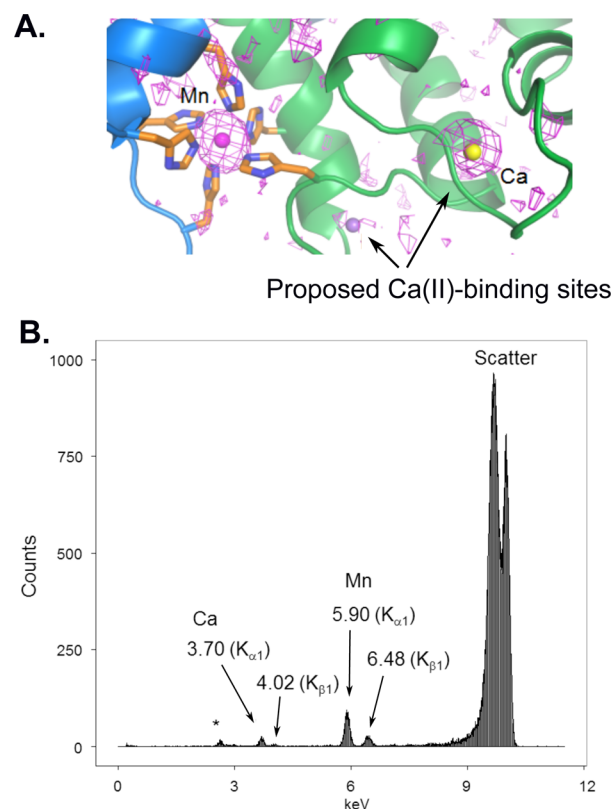 A.
Mn
Ca
Proposed Ca(II)-binding sites
B.
1000
Scatter
750
Counts
500
Mn
5.90 (Kα1)
Ca
3.70 (Kα1)
6.48 (Kβ1)
250
4.02 (Kβ1)
*
0
0 3 6 9 12
keV